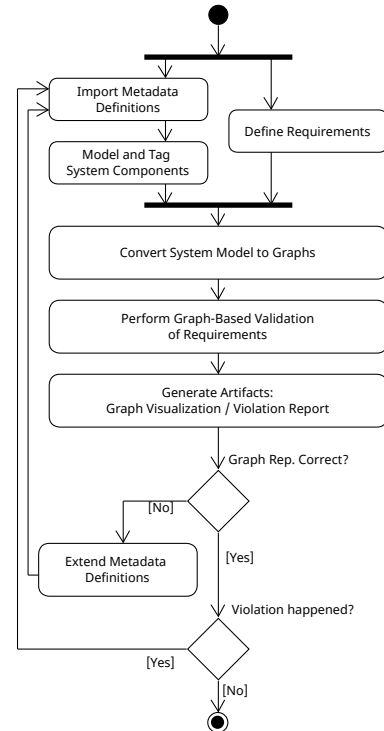 Import Metadata
Definitions
Define Requirements
Model and Tag
System Components
Convert System Model to Graphs
Perform Graph-Based Validation
of Requirements
Generate Artifacts:
Graph Visualization / Violation Report
Graph Rep. Correct?
[No]
Extend Metadata
Definitions
[Yes]
Violation happened?
[Yes]
[No]